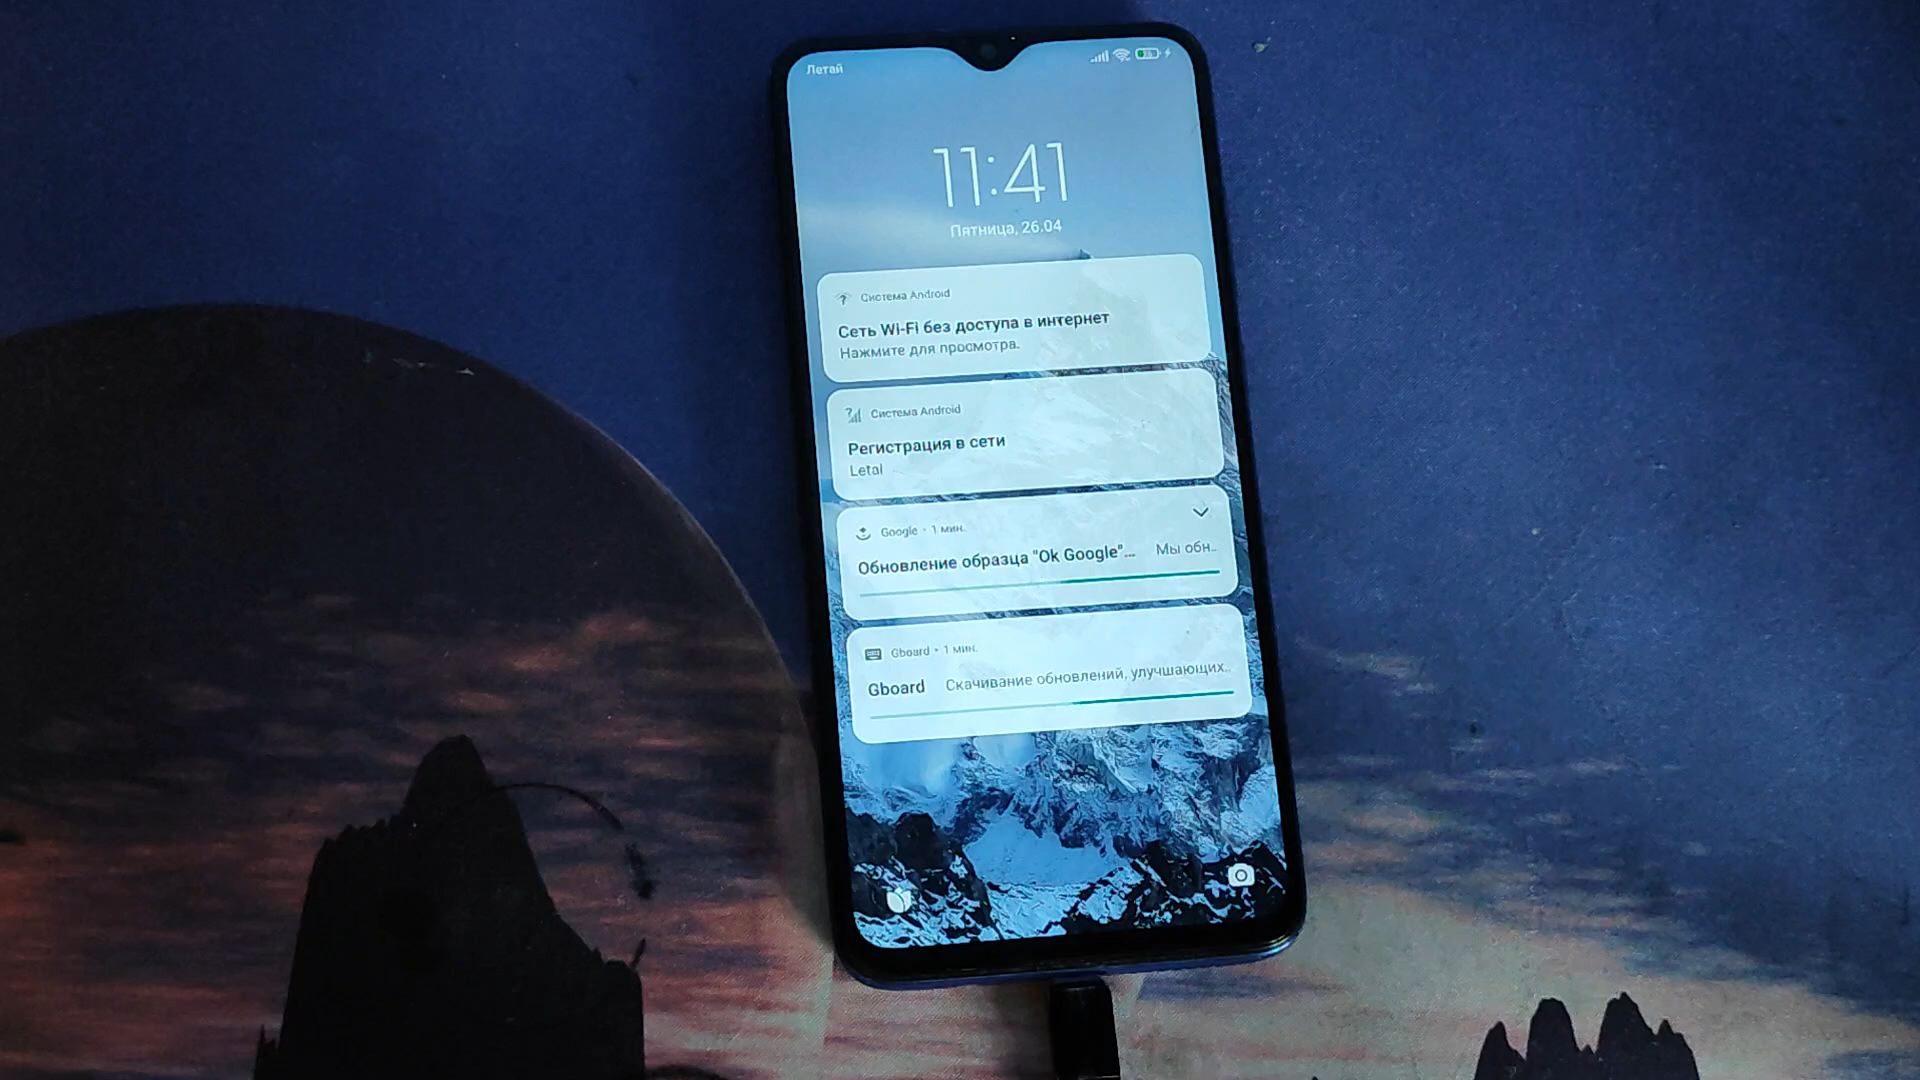 Летай
11:41
Пятница, 26.04
Система Android
Сеть Wi-Fi без доступа в интернет
Нажмите для просмотра.
Система Android
Регистрация в сети
Letal
Google • 1 мин.
Обновление образца "Ok Google"... Мы обн..
Gboard • 1 мин.
Gboard Скачивание обновлений, улучшающих..